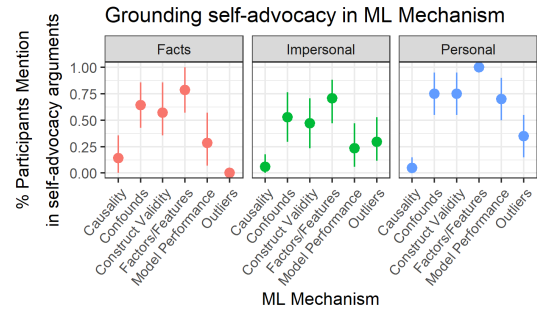 Grounding self-advocacy in ML Mechanism
% Participants Mention
in self-advocacy arguments
Facts
Impersonal
Personal
1.00
0.75
0.50
0.25
0.00
Causality
Confounds
Construct Validity
Factors/Features
Model Performance
Outliers
Causality
Confounds
Construct Validity
Factors/Features
Model Performance
Outliers
Causality
Confounds
Construct Validity
Factors/Features
Model Performance
Outliers
ML Mechanism